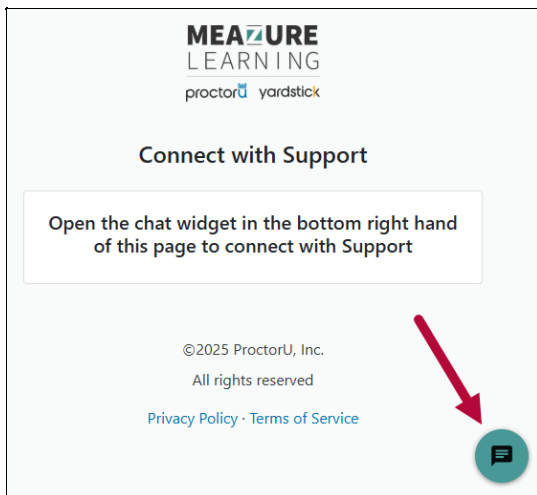 MEAZURE
LEARNING
proctorU yardstick
Connect with Support
Open the chat widget in the bottom right hand
of this page to connect with Support
©2025 ProctorU, Inc.
All rights reserved
Privacy Policy · Terms of Service